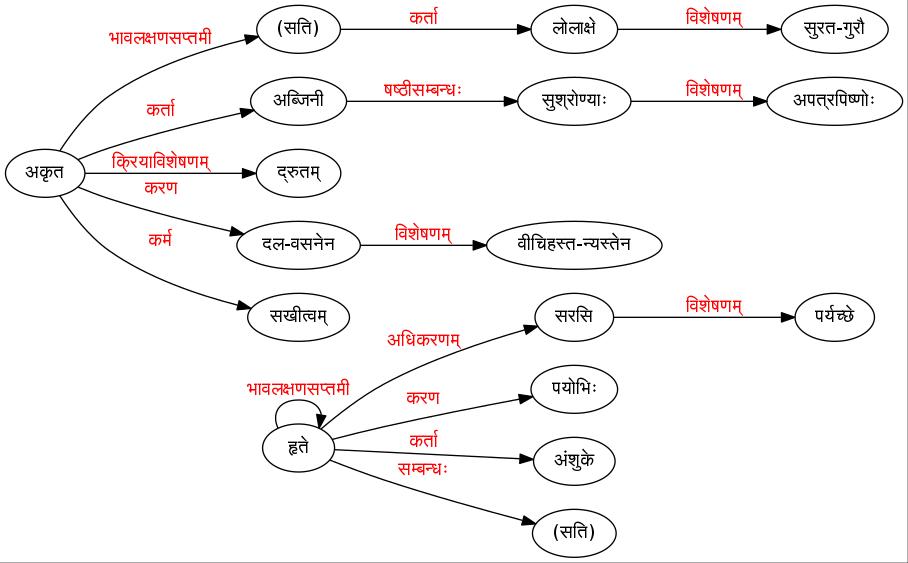 (सति) कर्ता लोलाक्षे विशेषणम् सुरत-गुरौ
भावलक्षणसप्तमी
कर्ता अब्जिनी षष्ठीसम्बन्धः सुश्रोण्याः विशेषणम् अपत्रपिष्णोः
अकृत क्रियाविशेषणम् द्रुतम्
करण
दल-वसनेन विशेषणम् वीचिहस्त-न्यस्तेन
कर्म
सखीत्वम्
सरसि विशेषणम् पर्यच्छे
अधिकरणम्
भावलक्षणसप्तमी
करण पयोभिः
हृते कर्ता अंशुके
सम्बन्धः
(सति)